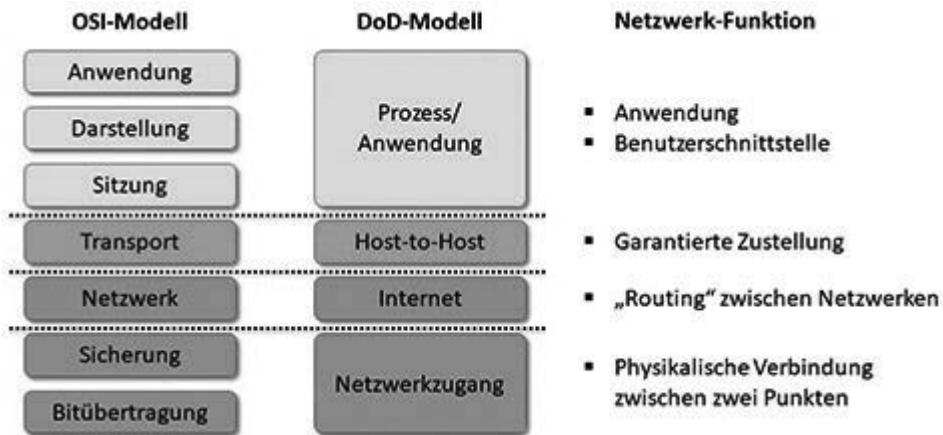 OSI-Modell
DoD-Modell
Netzwerk-Funktion
Anwendung
Darstellung
Sitzung
Prozess/
Anwendung
▪ Anwendung
▪ Benutzerschnittstelle
Transport
Host-to-Host
▪ Garantierte Zustellung
Netzwerk
Internet
▪ „Routing“ zwischen Netzwerken
Sicherung
Bitübertragung
Netzwerkzugang
▪ Physikalische Verbindung
zwischen zwei Punkten